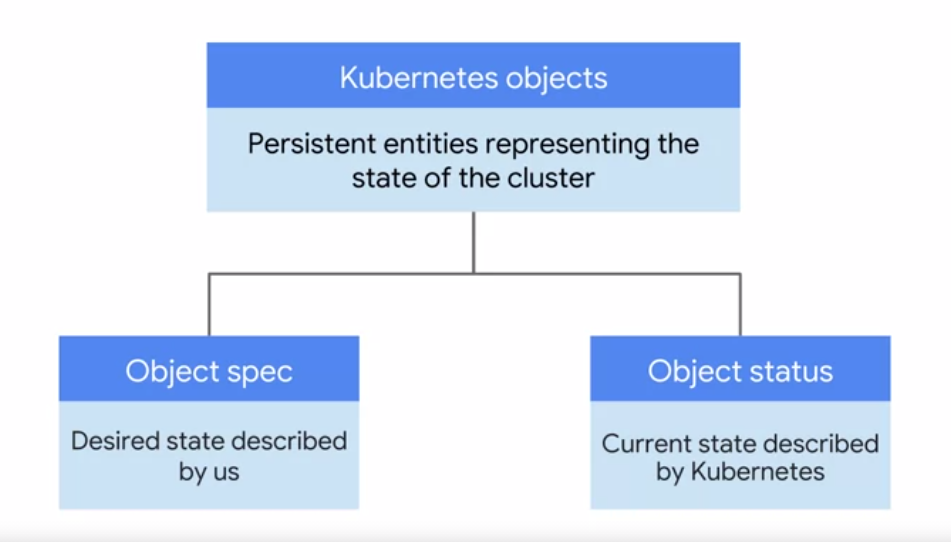 Kubernetes objects
Persistent entities representing the
state of the cluster
Object spec
Desired state described
by us
Object status
Current state described
by Kubernetes